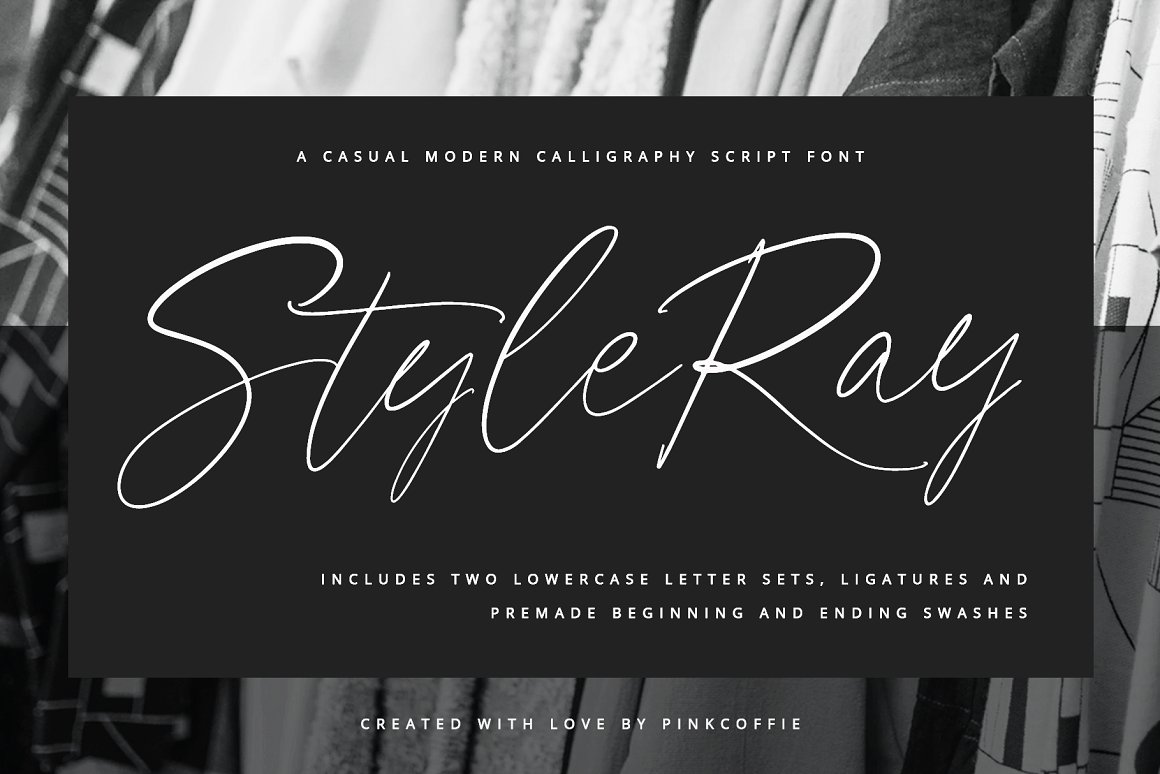 A CASUAL MODERN CALLIGRAPHY SCRIPT FONT
StyleRay
INCLUDES TWO LOWERCASE LETTER SETS, LIGATURES AND
PREMADE BEGINNING AND ENDING SWASHES
CREATED WITH LOVE BY PINKCOFFIE